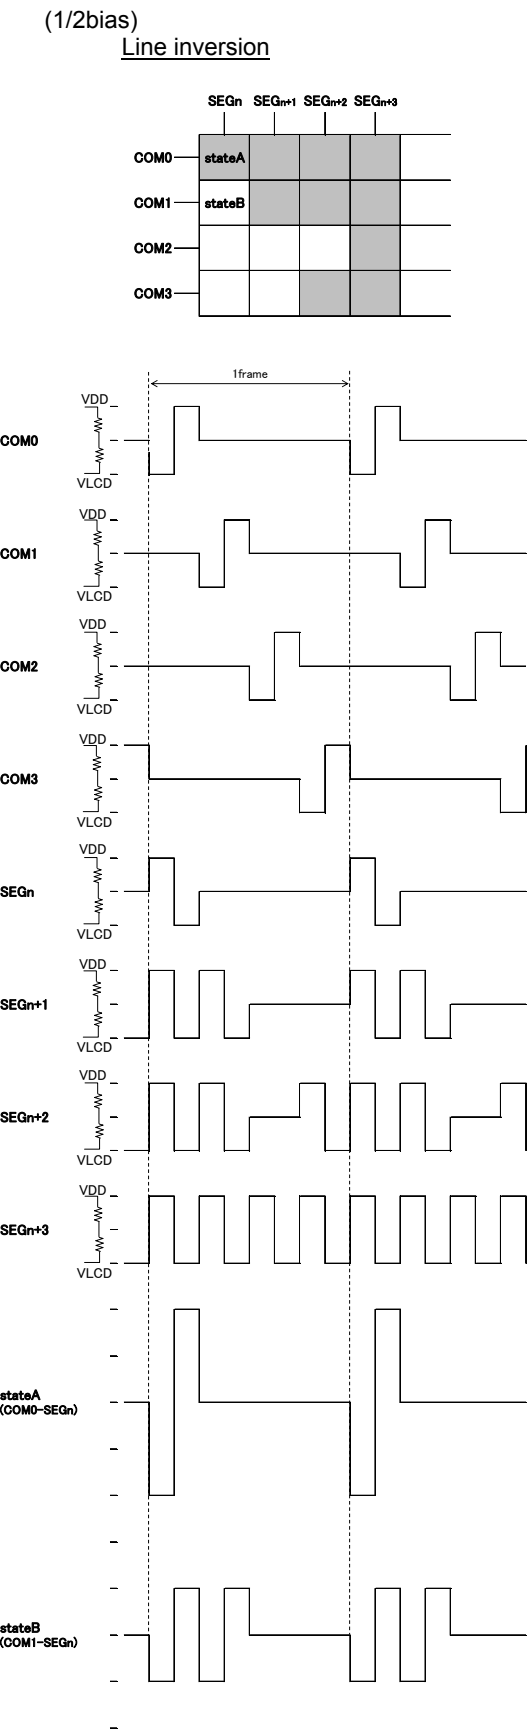 (1/2bias)
Line inversion
SEGn SEGn+1 SEGn+2 SEGn+3
COM0 stateA
COM1 stateB
COM2
COM3
1frame
VDD
COM0
VLCD
VDD
COM1
VLCD
VDD
COM2
VLCD
VDD
COM3
VLCD
VDD
SEGn
VLCD
VDD
SEGn+1
VLCD
VDD
SEGn+2
VLCD
VDD
SEGn+3
VLCD
stateA
(COM0-SEGn)
stateB
(COM1-SEGn)